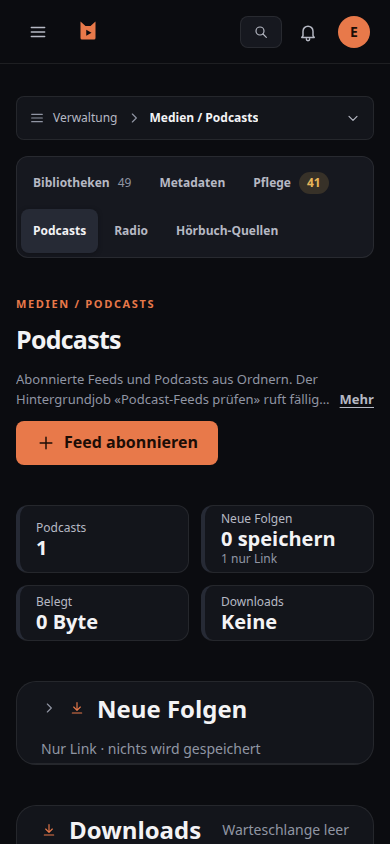 E
Verwaltung
Medien / Podcasts
Bibliotheken 49 Metadaten Pflege 41
Podcasts Radio Hörbuch-Quellen
MEDIEN / PODCASTS
Podcasts
Abonnierte Feeds und Podcasts aus Ordnern. Der
Hintergrundjob «Podcast-Feeds prüfen» ruft fällig… Mehr
Feed abonnieren
Podcasts
1
Neue Folgen
0 speichern
1 nur Link
Belegt
0 Byte
Downloads
Keine
Neue Folgen
Nur Link · nichts wird gespeichert
Downloads Warteschlange leer